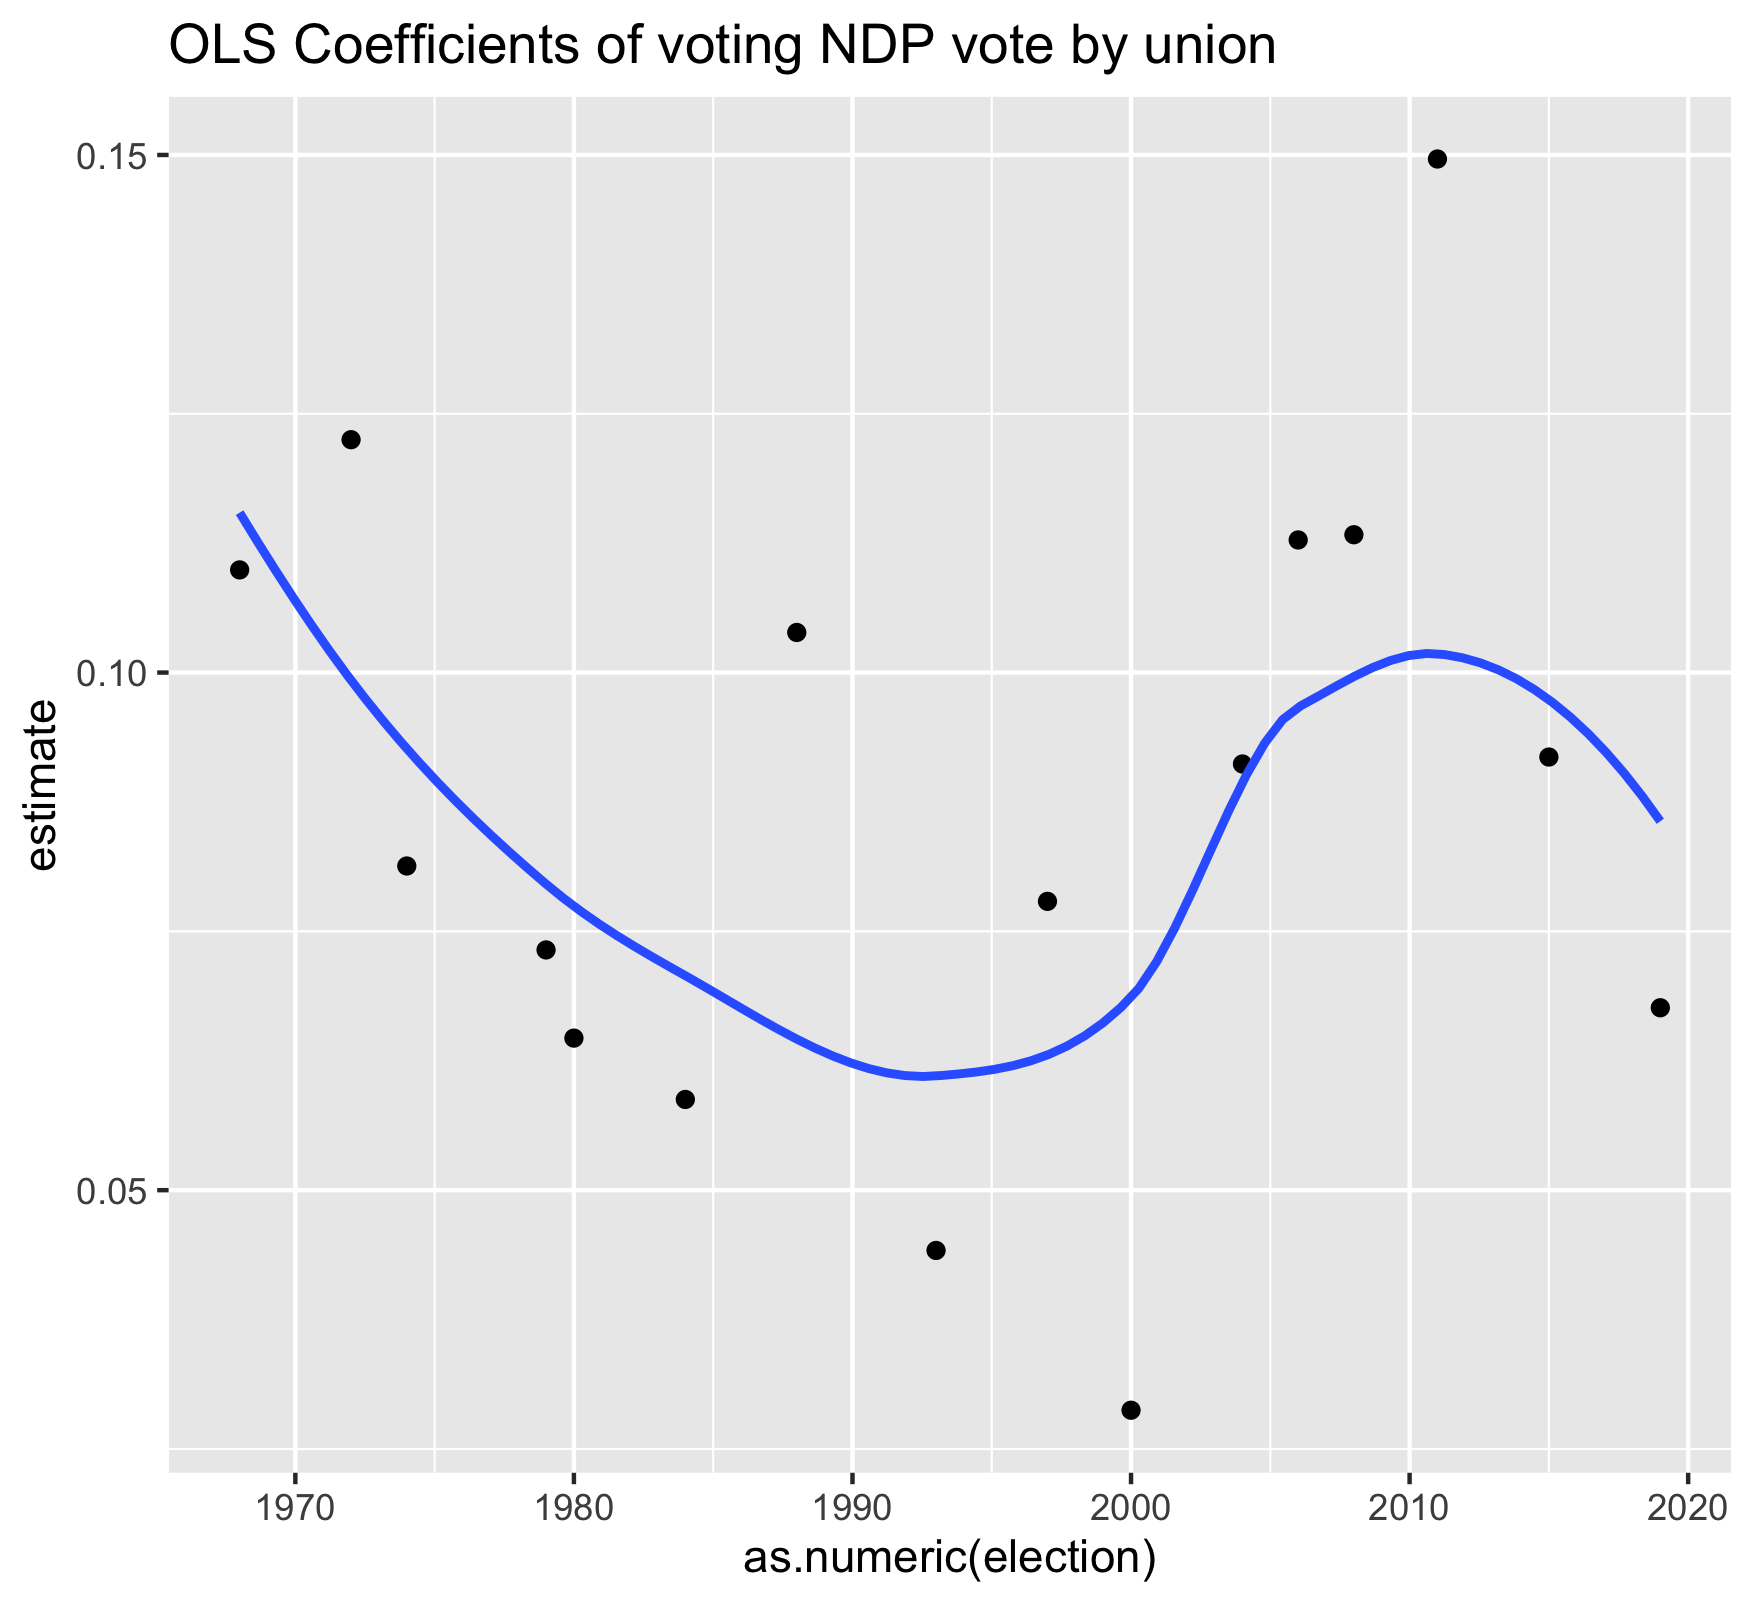 OLS Coefficients of voting NDP vote by union
0.15
0.10
0.05
estimate
1970 1980 1990 2000 2010 2020
as.numeric(election)